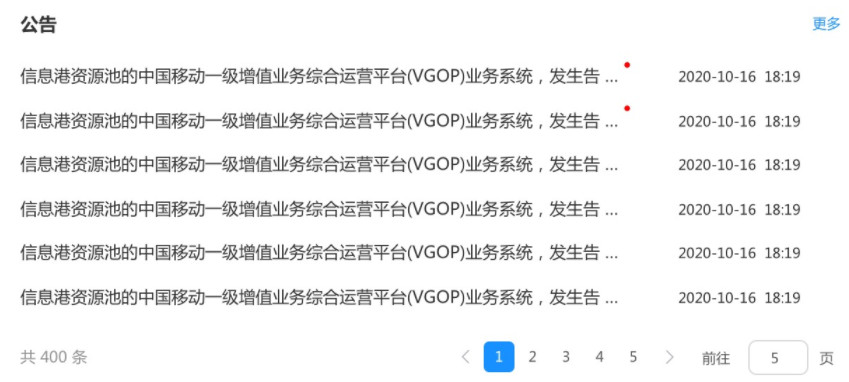 公告 更多
信息港资源池的中国移动一级增值业务综合运营平台(VGOP)业务系统，发生告 ... 2020-10-16 18:19
信息港资源池的中国移动一级增值业务综合运营平台(VGOP)业务系统，发生告 ... 2020-10-16 18:19
信息港资源池的中国移动一级增值业务综合运营平台(VGOP)业务系统，发生告 ... 2020-10-16 18:19
信息港资源池的中国移动一级增值业务综合运营平台(VGOP)业务系统，发生告 ... 2020-10-16 18:19
信息港资源池的中国移动一级增值业务综合运营平台(VGOP)业务系统，发生告 ... 2020-10-16 18:19
信息港资源池的中国移动一级增值业务综合运营平台(VGOP)业务系统，发生告 ... 2020-10-16 18:19
共 400 条 < 1 2 3 4 5 > 前往 5 页